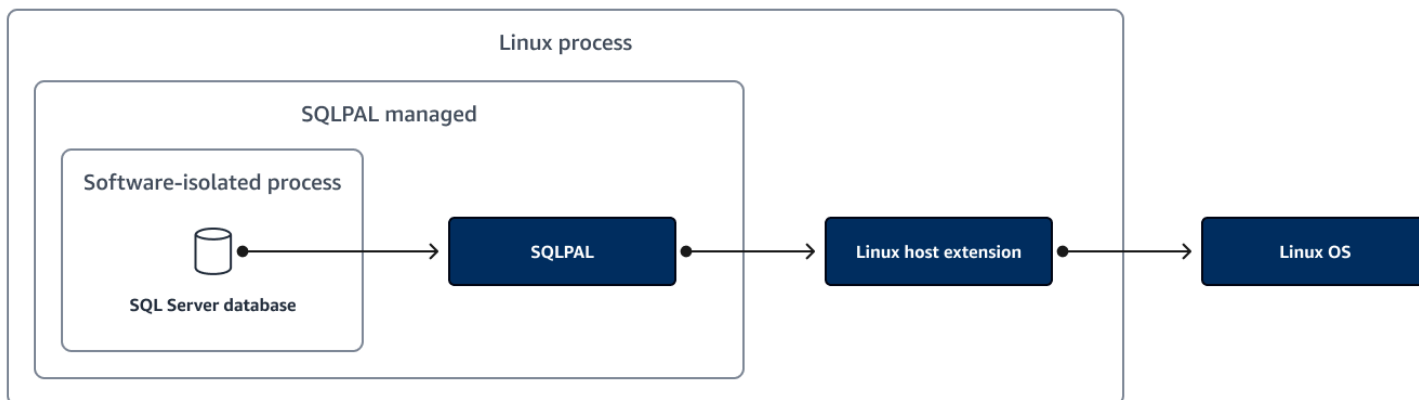 Linux process
SQLPAL managed
Software-isolated process
SQL Server database
SQLPAL
Linux host extension
Linux OS